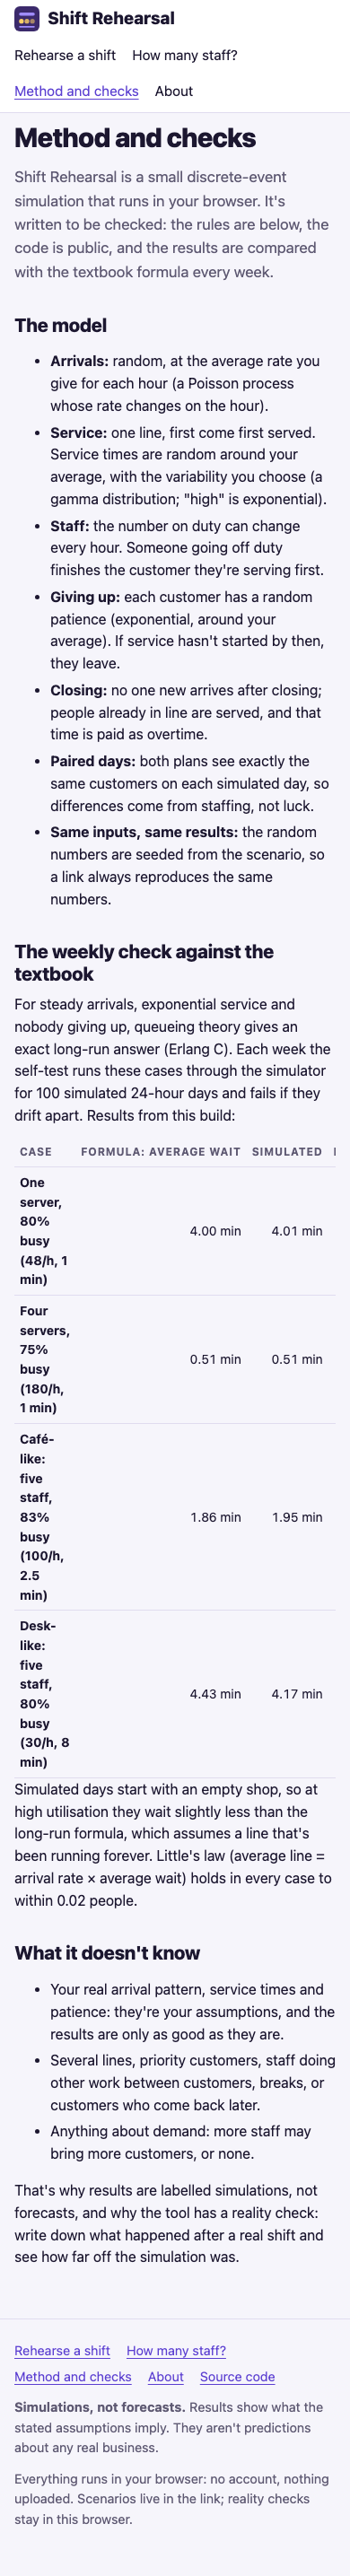 Shift Rehearsal
Rehearse a shift How many staff?
Method and checks About
Method and checks
Shift Rehearsal is a small discrete-event
simulation that runs in your browser. It's
written to be checked: the rules are below, the
code is public, and the results are compared
with the textbook formula every week.
The model
• Arrivals: random, at the average rate you
give for each hour (a Poisson process
whose rate changes on the hour).
• Service: one line, first come first served.
Service times are random around your
average, with the variability you choose (a
gamma distribution; "high" is exponential).
• Staff: the number on duty can change
every hour. Someone going off duty
finishes the customer they're serving first.
• Giving up: each customer has a random
patience (exponential, around your
average). If service hasn't started by then,
they leave.
• Closing: no one new arrives after closing;
people already in line are served, and that
time is paid as overtime.
• Paired days: both plans see exactly the
same customers on each simulated day, so
differences come from staffing, not luck.
• Same inputs, same results: the random
numbers are seeded from the scenario, so
a link always reproduces the same
numbers.
The weekly check against the
textbook
For steady arrivals, exponential service and
nobody giving up, queueing theory gives an
exact long-run answer (Erlang C). Each week the
self-test runs these cases through the simulator
for 100 simulated 24-hour days and fails if they
drift apart. Results from this build:
CASE FORMULA: AVERAGE WAIT SIMULATED
One
server,
80%
busy
(48/h, 1
min)
4.00 min 4.01 min
Four
servers,
75%
busy
(180/h,
1 min)
0.51 min 0.51 min
Café-
like:
five
staff,
83%
busy
(100/h,
2.5
min)
1.86 min 1.95 min
Desk-
like:
five
staff,
80%
busy
(30/h, 8
min)
4.43 min 4.17 min
Simulated days start with an empty shop, so at
high utilisation they wait slightly less than the
long-run formula, which assumes a line that's
been running forever. Little's law (average line =
arrival rate × average wait) holds in every case to
within 0.02 people.
What it doesn't know
• Your real arrival pattern, service times and
patience: they're your assumptions, and the
results are only as good as they are.
• Several lines, priority customers, staff doing
other work between customers, breaks, or
customers who come back later.
• Anything about demand: more staff may
bring more customers, or none.
That's why results are labelled simulations, not
forecasts, and why the tool has a reality check:
write down what happened after a real shift and
see how far off the simulation was.
Rehearse a shift How many staff?
Method and checks About Source code
Simulations, not forecasts. Results show what the
stated assumptions imply. They aren't predictions
about any real business.
Everything runs in your browser: no account, nothing
uploaded. Scenarios live in the link; reality checks
stay in this browser.